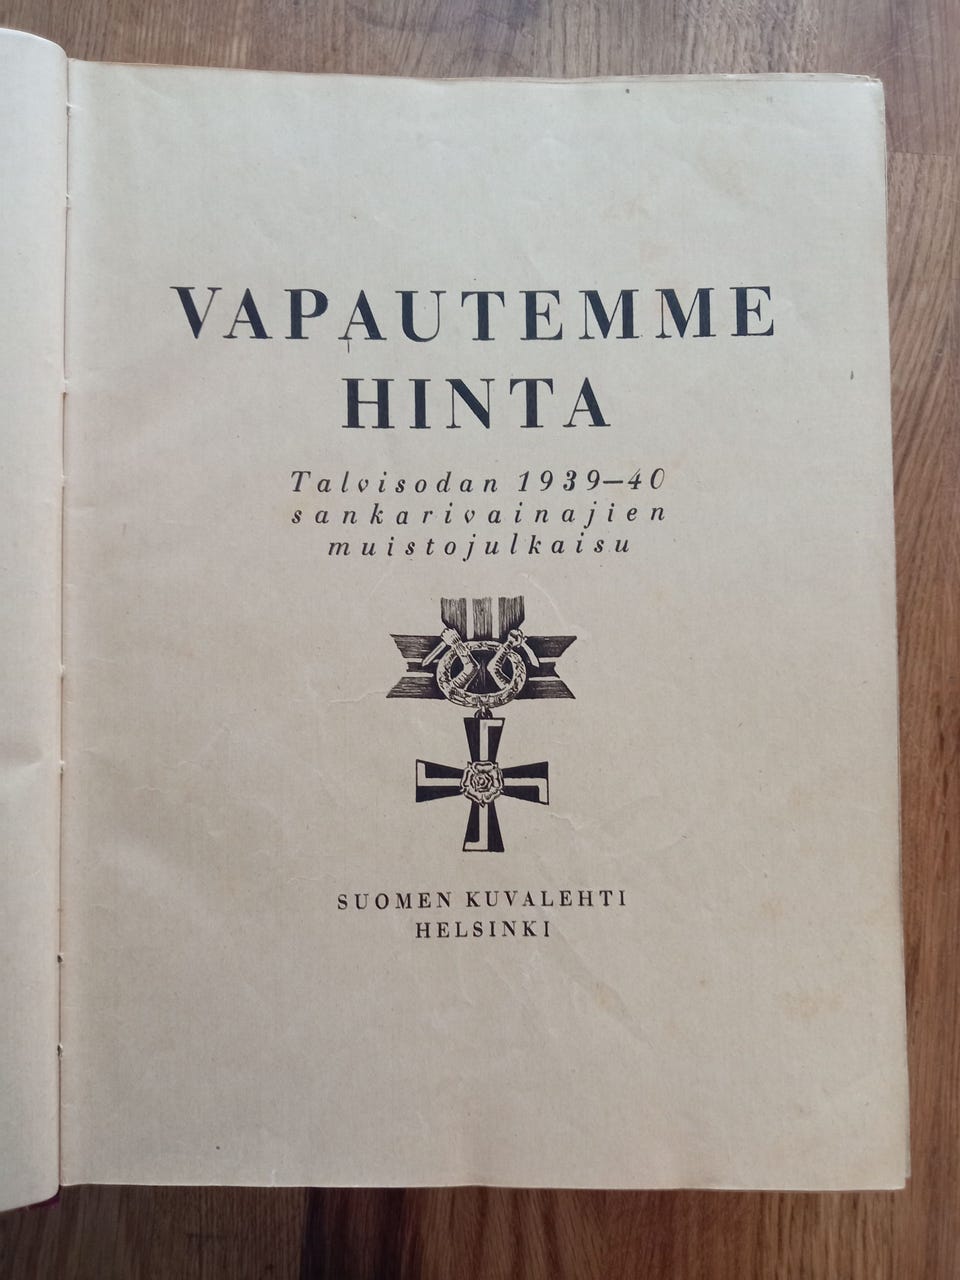 VAPAUTEMME
HINTA
Talvisodan 1939—40
sankarivainajien
muistojulkaisu
SUOMEN KUVALEHTI
HELSINKI